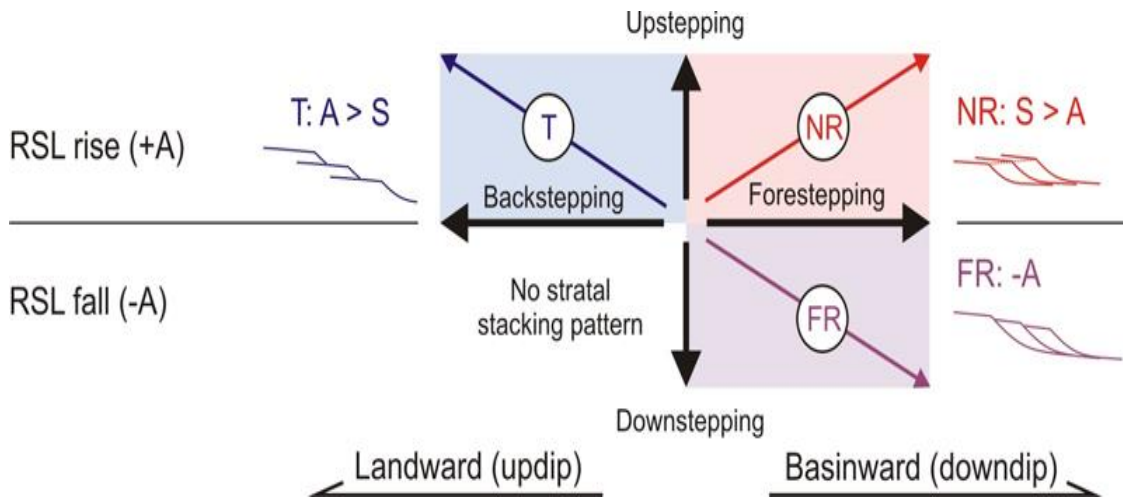 Upstepping
T: A > S
T
NR
NR: S > A
RSL rise (+A)
Backstepping
Forestepping
RSL fall (-A)
No stratal
stacking pattern
FR: -A
FR
Downstepping
Landward (updip)
Basinward (downdip)